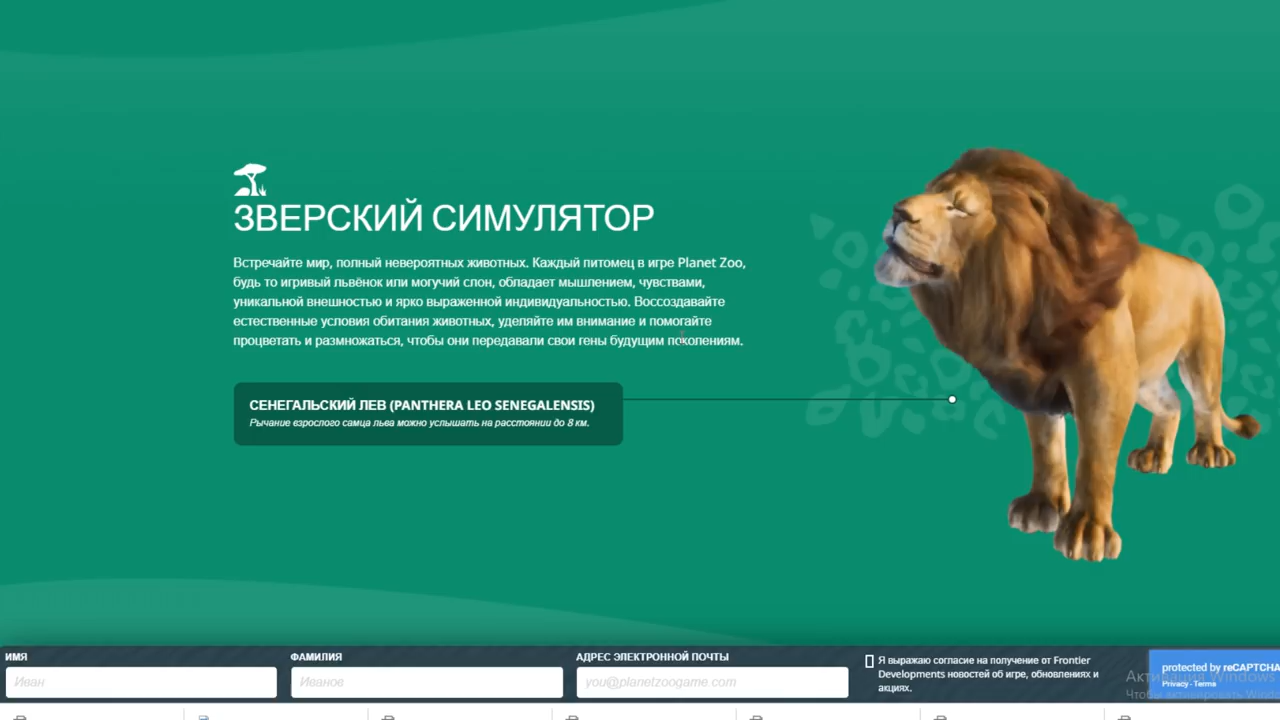 ЗВЕРСКИЙ СИМУЛЯТОР
Встречайте мир, полный невероятных животных. Каждый питомец в игре Planet Zoo,
будь то игривый львёнок или могучий слон, обладает мышлением, чувствами,
уникальной внешностью и ярко выраженной индивидуальностью. Воссоздавайте
естественные условия обитания животных, уделяйте им внимание и помогайте
процветать и размножаться, чтобы они передавали свои гены будущим поколениям.
СЕНЕГАЛЬСКИЙ ЛЕВ (PANTHERA LEO SENEGALENSIS)
Рычание взрослого самца льва можно услышать на расстоянии до 8 км.
ИМЯ
Иван
ФАМИЛИЯ
Иванов
АДРЕС ЭЛЕКТРОННОЙ ПОЧТЫ
you@planetzoogame.com
Я выражаю согласие на получение от Frontier
Developments новостей об игре, обновлениях и
акциях.
protected by reCAPTCHA
Privacy - Terms
Активация Windows
Чтобы активировать Windo